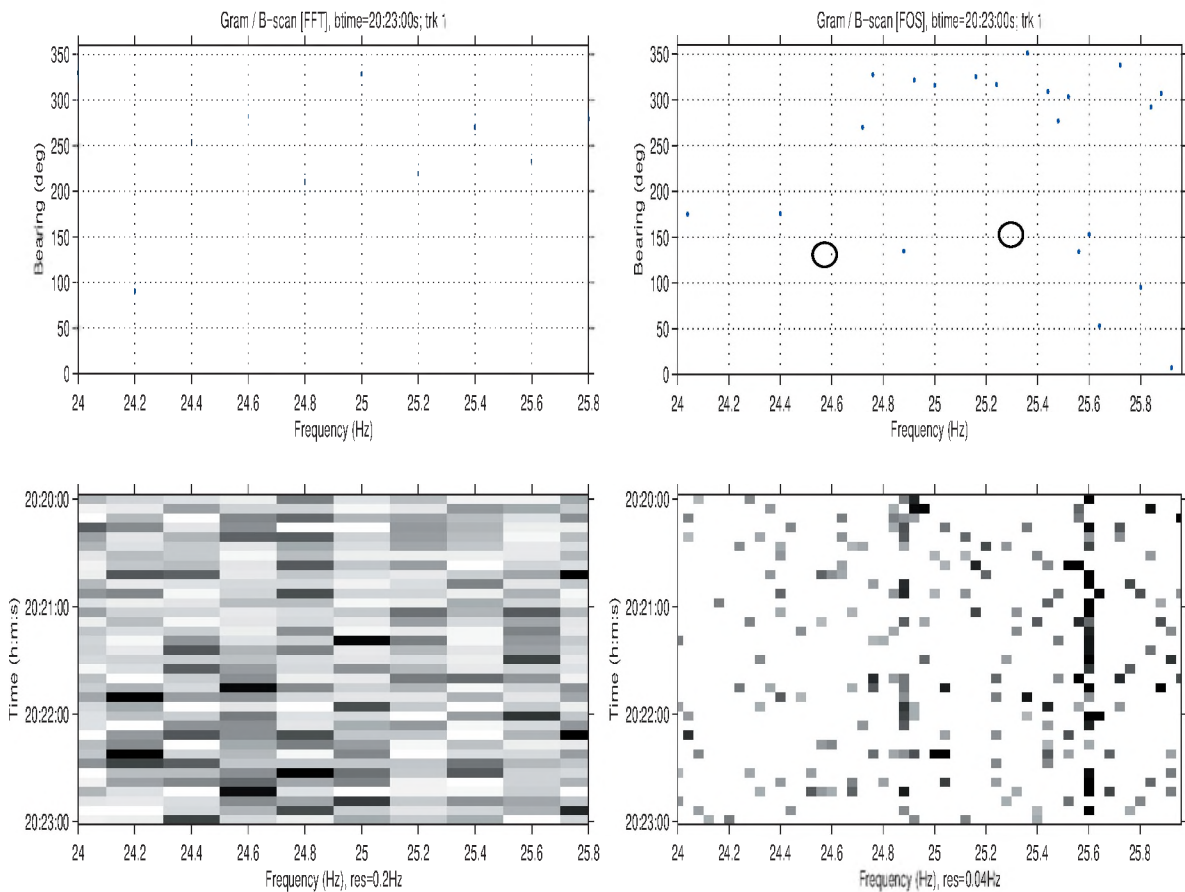 Gram / B-scan [FFT], btime=20:23:00s; trk 1
350
300
250
200
150
100
50
0
Bearing (deg)
24 24.2 24.4 24.6 24.8 25 25.2 25.4 25.6 25.8
Frequency (Hz)
Gram / B-scan [FOS], btime=20:23:00s; trk 1
350
300
250
200
150
100
50
0
Bearing (deg)
24 24.2 24.4 24.6 24.8 25 25.2 25.4 25.6 25.8
Frequency (Hz)
20:20:00
20:21:00
20:22:00
20:23:00
Time (h:m:s)
24 24.2 24.4 24.6 24.8 25 25.2 25.4 25.6 25.8
Frequency (Hz), res=0.2Hz
20:20:00
20:21:00
20:22:00
20:23:00
Time (h:m:s)
24 24.2 24.4 24.6 24.8 25 25.2 25.4 25.6 25.8
Frequency (Hz), res=0.04Hz